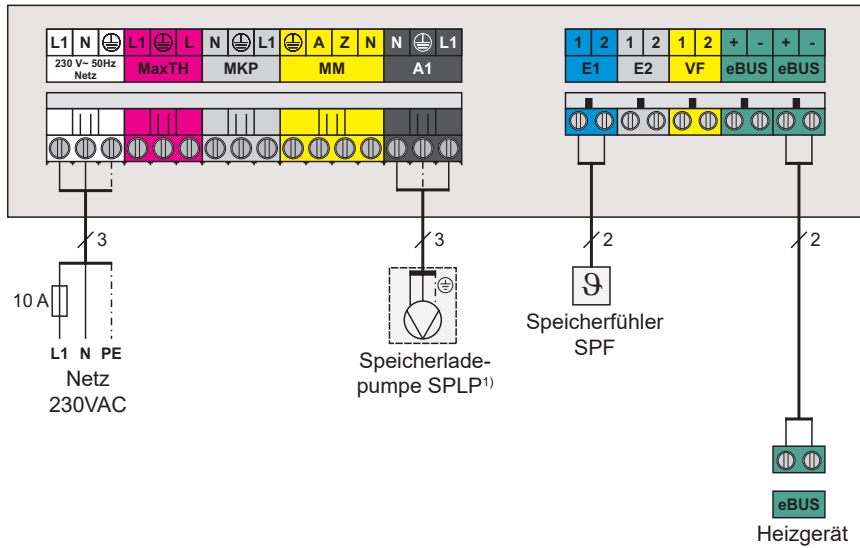 L1 N L1 L N L1 A Z N N L1 1 2 1 2 1 2 + - + -
230 V~ 50Hz
Netz
MaxTH MKP MM A1 E1 E2 VF eBUS eBUS
3 3 2 2
10 A
L1 N PE
Netz
230VAC
Speicherlade-
pumpe SPLP¹⁾
ϑ
Speicherfühler
SPF
eBUS
Heizgerät